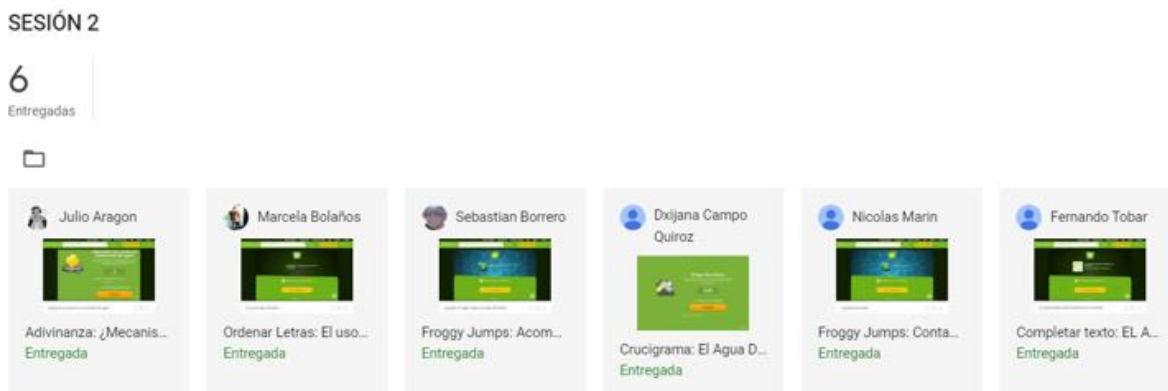 SESIÓN 2
6
Entregadas
Julio Aragon
Adivinanza: ¿Mecanis...
Entregada
Marcela Bolaños
Ordenar Letras: El uso...
Entregada
Sebastian Borrero
Froggy Jumps: Acom...
Entregada
Dxijana Campo
Quiroz
Crucigrama: El Agua D...
Entregada
Nicolas Marin
Froggy Jumps: Conta...
Entregada
Fernando Tobar
Completar texto: EL A...
Entregada